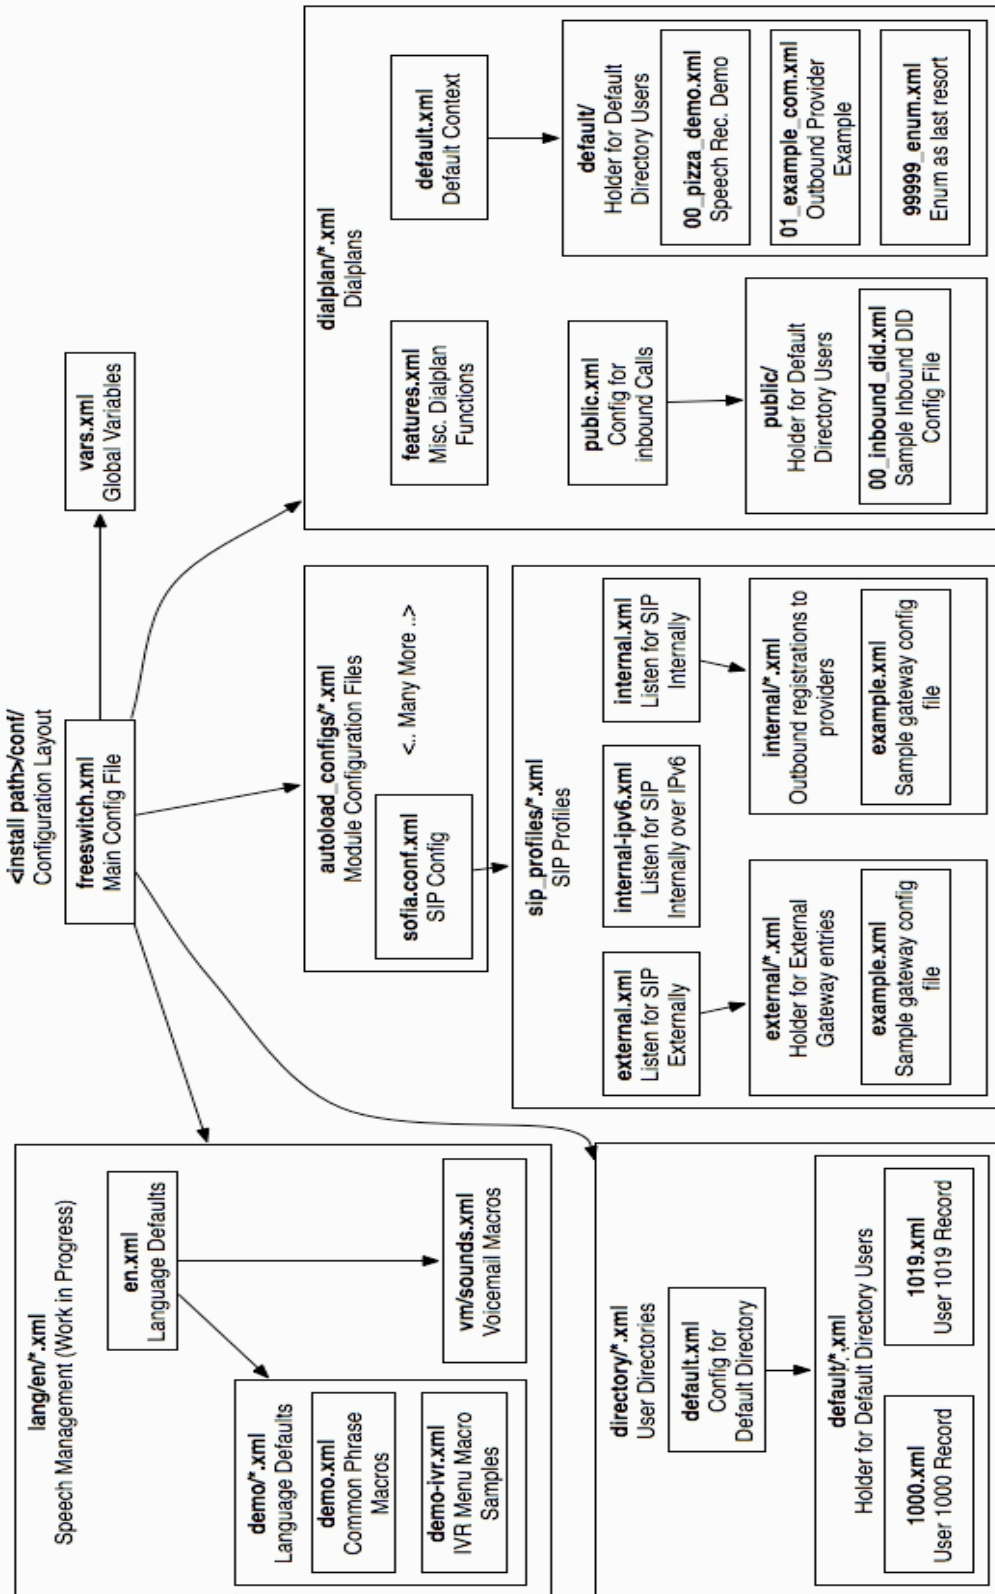 <install path>/conf/
Configuration Layout
freeswitch.xml
Main Config File
vars.xml
Global Variables
lang/en/*.xml
Speech Management (Work in Progress)
en.xml
Language Defaults
demo/*.xml
Language Defaults
demo.xml
Common Phrase
Macros
demo-ivr.xml
IVR Menu Macro
Samples
vm/sounds.xml
Voicemail Macros
directory/*.xml
User Directories
default.xml
Config for
Default Directory
default/*.xml
Holder for Default Directory Users
1000.xml
User 1000 Record
1019.xml
User 1019 Record
autoload_configs/*.xml
Module Configuration Files
sofia.conf.xml
SIP Config
<.. Many More ..>
sip_profiles/*.xml
SIP Profiles
external.xml
Listen for SIP
Externally
internal-ipv6.xml
Listen for SIP
Internally over IPv6
internal.xml
Listen for SIP
Internally
external/*.xml
Holder for External
Gateway entries
example.xml
Sample gateway config
file
internal/*.xml
Outbound registrations to
providers
example.xml
Sample gateway config
file
dialplan/*.xml
Dialplans
features.xml
Misc. Dialplan
Functions
default.xml
Default Context
public.xml
Config for
inbound Calls
public/
Holder for Default
Directory Users
00_inbound_did.xml
Sample Inbound DID
Config File
default/
Holder for Default
Directory Users
00_pizza_demo.xml
Speech Rec. Demo
01_example_com.xml
Outbound Provider
Example
99999_enum.xml
Enum as last resort